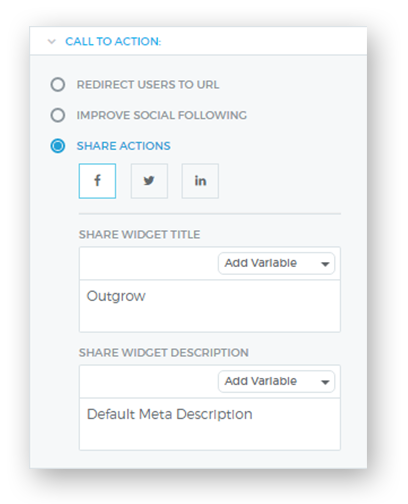 CALL TO ACTION:
REDIRECT USERS TO URL
IMPROVE SOCIAL FOLLOWING
SHARE ACTIONS
f in
SHARE WIDGET TITLE
Add Variable
Outgrow
SHARE WIDGET DESCRIPTION
Add Variable
Default Meta Description